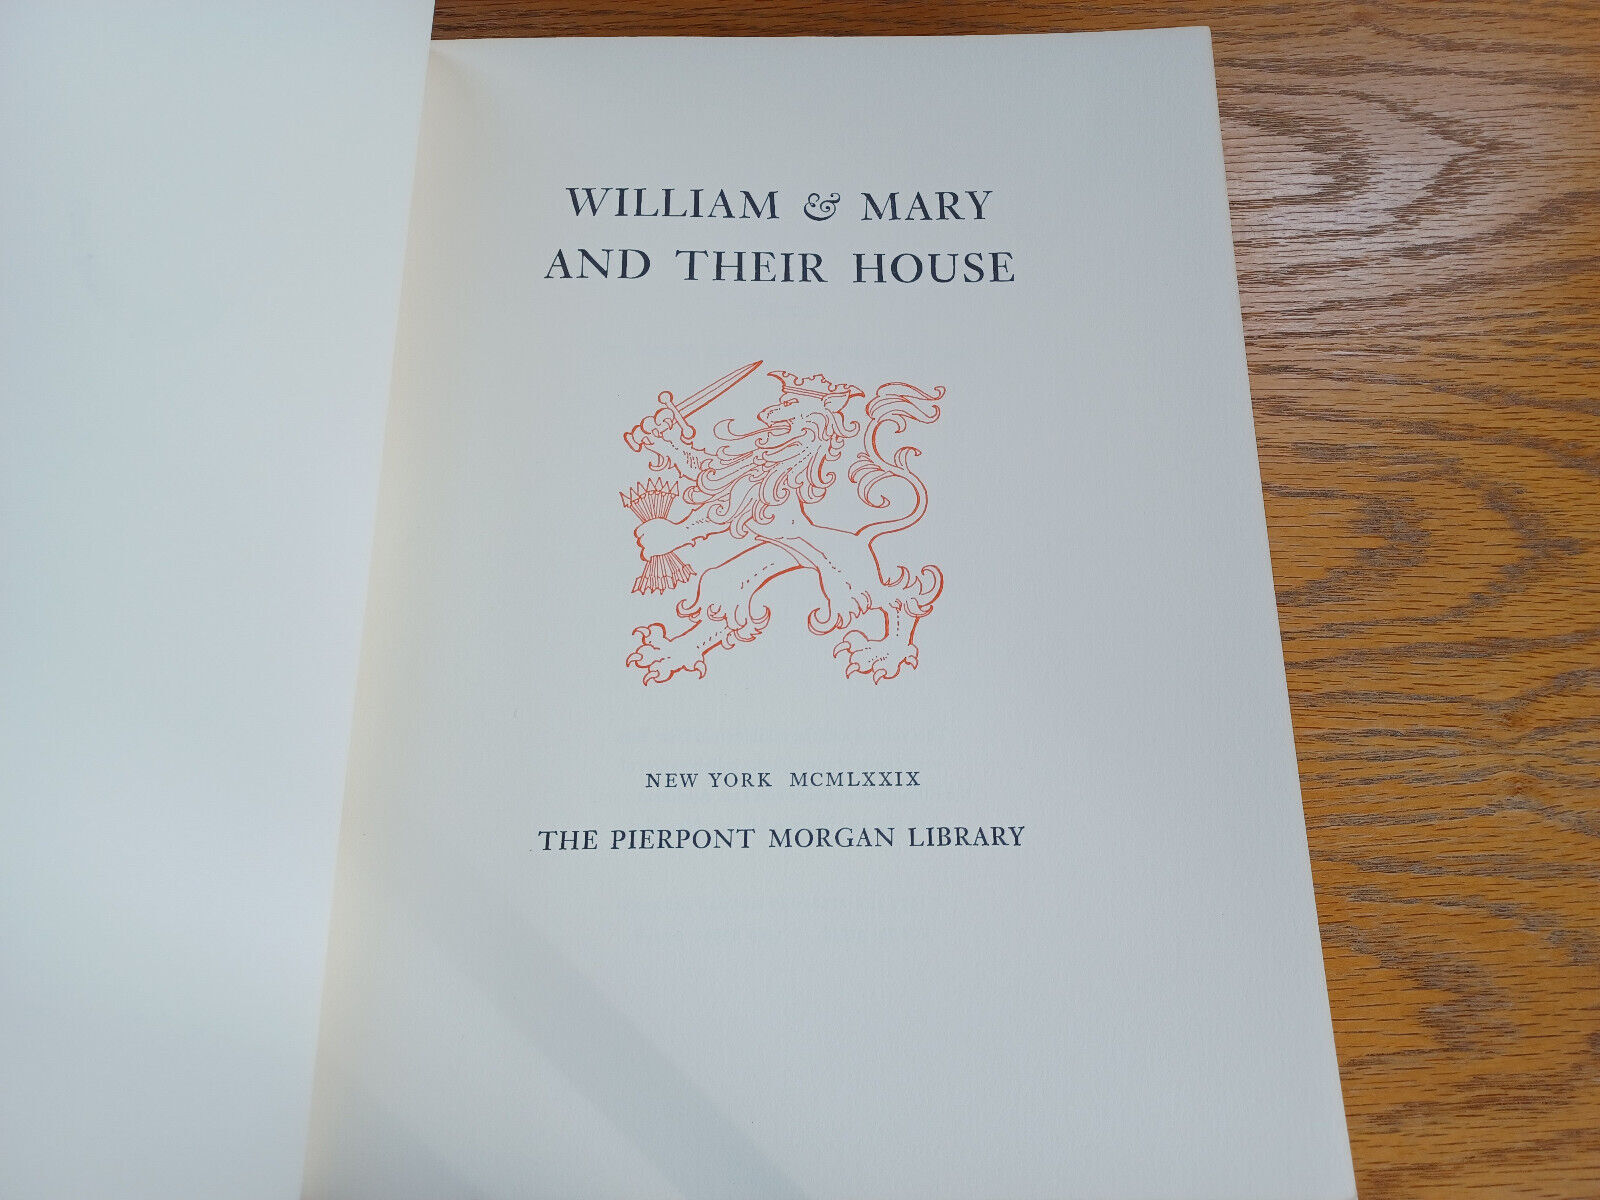 WILLIAM & MARY
AND THEIR HOUSE
NEW YORK MCMLXXIX
THE PIERPONT MORGAN LIBRARY